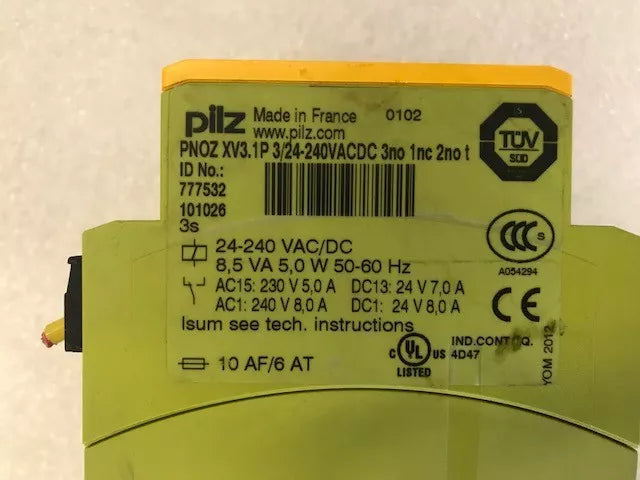 pilz Made in France 0102
www.pilz.com
PNOZ XV3.1P 3/24-240VACDC 3no 1nc 2no t
ID No.:
777532
101026
3s
TÜV
SÜD
24-240 VAC/DC
8,5 VA 5,0 W 50-60 Hz
AC15: 230 V 5,0 A DC13: 24 V 7,0 A
AC1: 240 V 8,0 A DC1: 24 V 8,0 A
Isum see tech. instructions
10 AF/6 AT
CCC
A054294
CE
C UL US
LISTED
IND.CONT.EQ.
4D47
YOM 2012